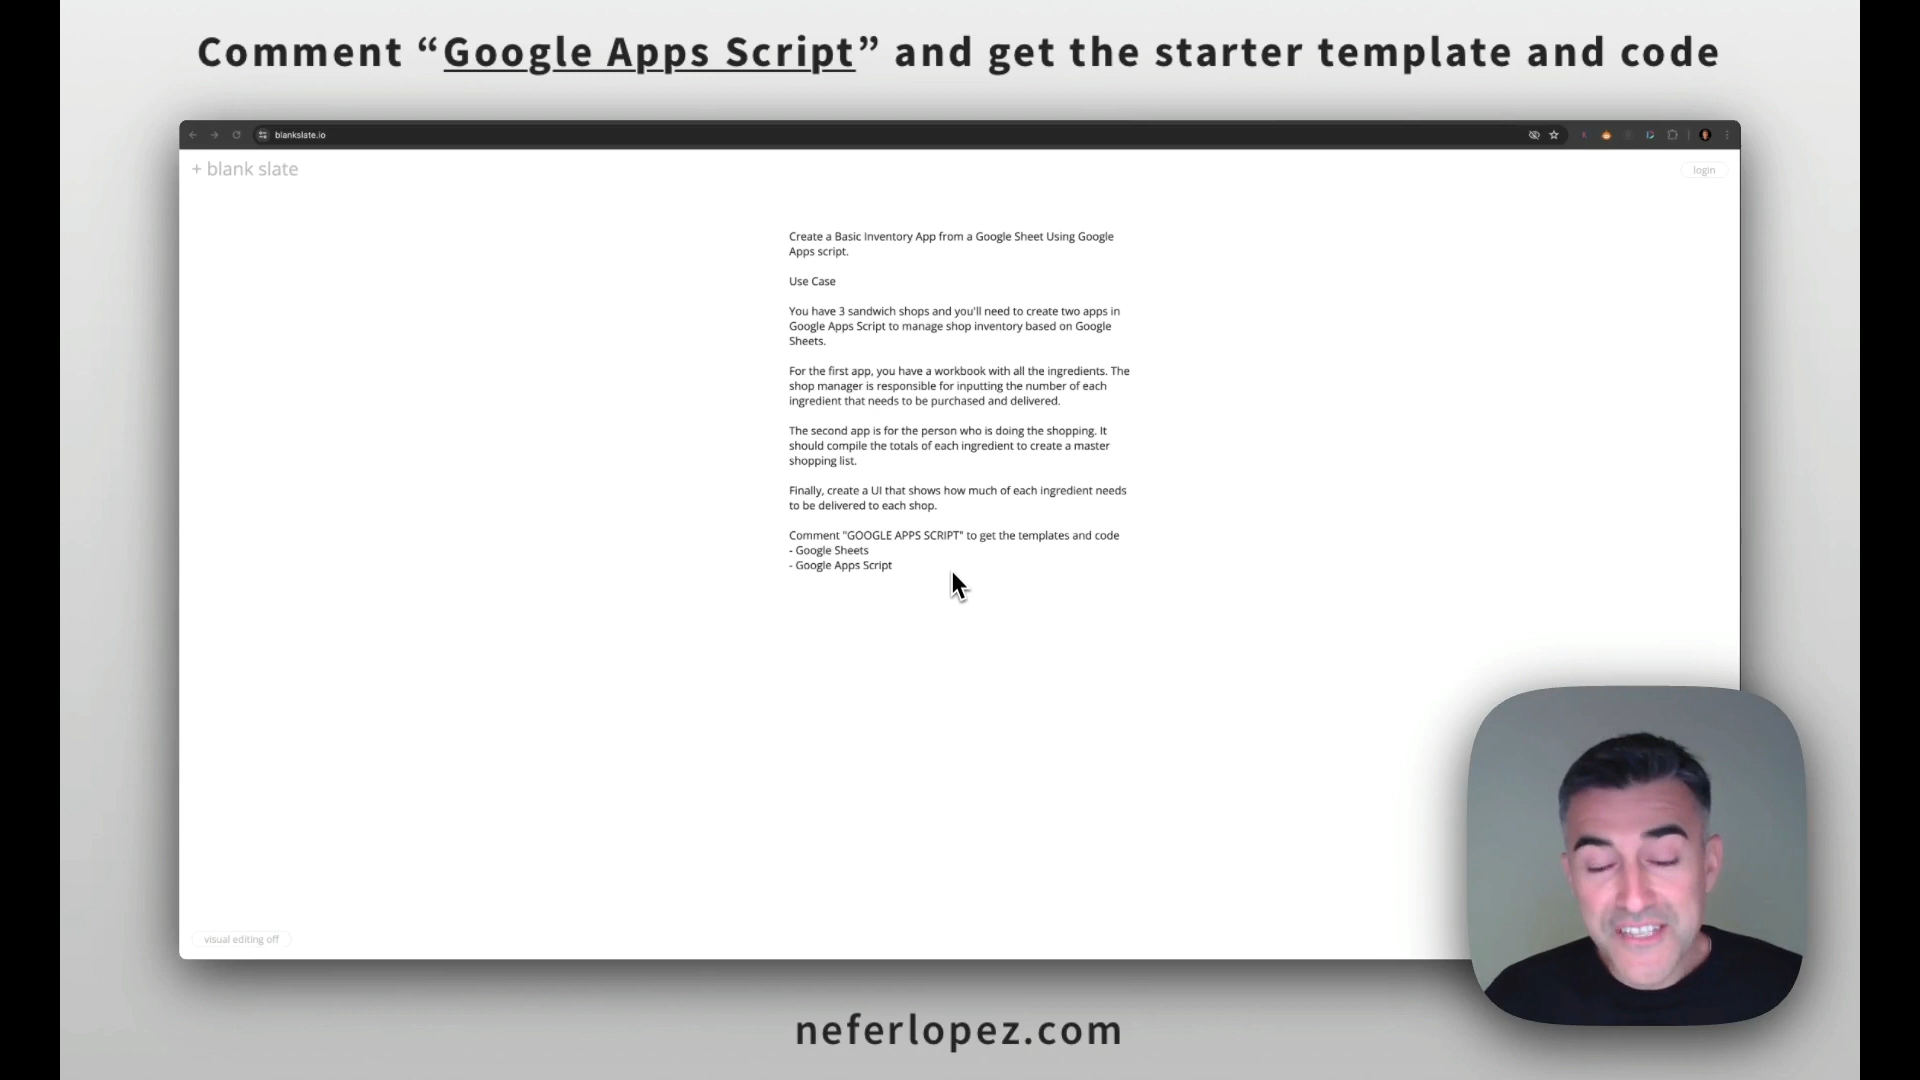 Comment “Google Apps Script” and get the starter template and code
blankslate.io
+ blank slate
login
Create a Basic Inventory App from a Google Sheet Using Google
Apps script.
Use Case
You have 3 sandwich shops and you'll need to create two apps in
Google Apps Script to manage shop inventory based on Google
Sheets.
For the first app, you have a workbook with all the ingredients. The
shop manager is responsible for inputting the number of each
ingredient that needs to be purchased and delivered.
The second app is for the person who is doing the shopping. It
should compile the totals of each ingredient to create a master
shopping list.
Finally, create a UI that shows how much of each ingredient needs
to be delivered to each shop.
Comment "GOOGLE APPS SCRIPT" to get the templates and code
- Google Sheets
- Google Apps Script
visual editing off
neferlopez.com